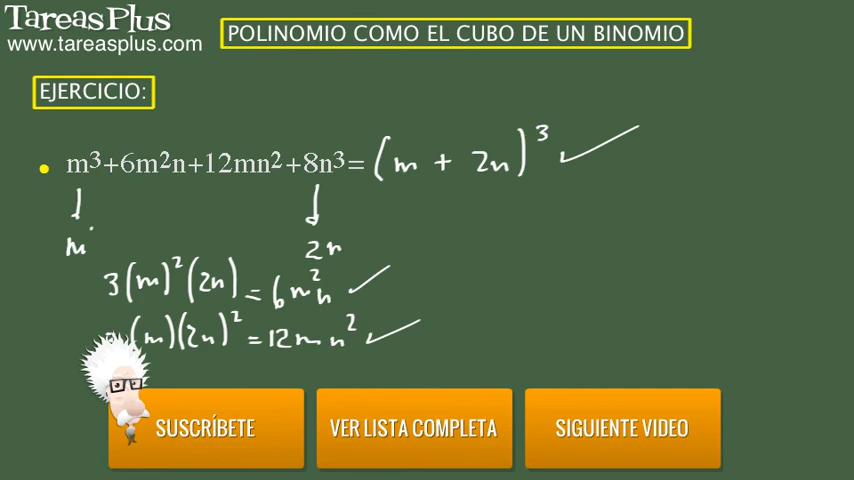 TareasPlus
www.tareasplus.com
POLINOMIO COMO EL CUBO DE UN BINOMIO
EJERCICIO:
• m³+6m²n+12mn²+8n³= (m + 2n)³ ✓
m 2n
3(m)²(2n) = 6m²n ✓
(m)(2n)² = 12mn² ✓
SUSCRÍBETE VER LISTA COMPLETA SIGUIENTE VIDEO